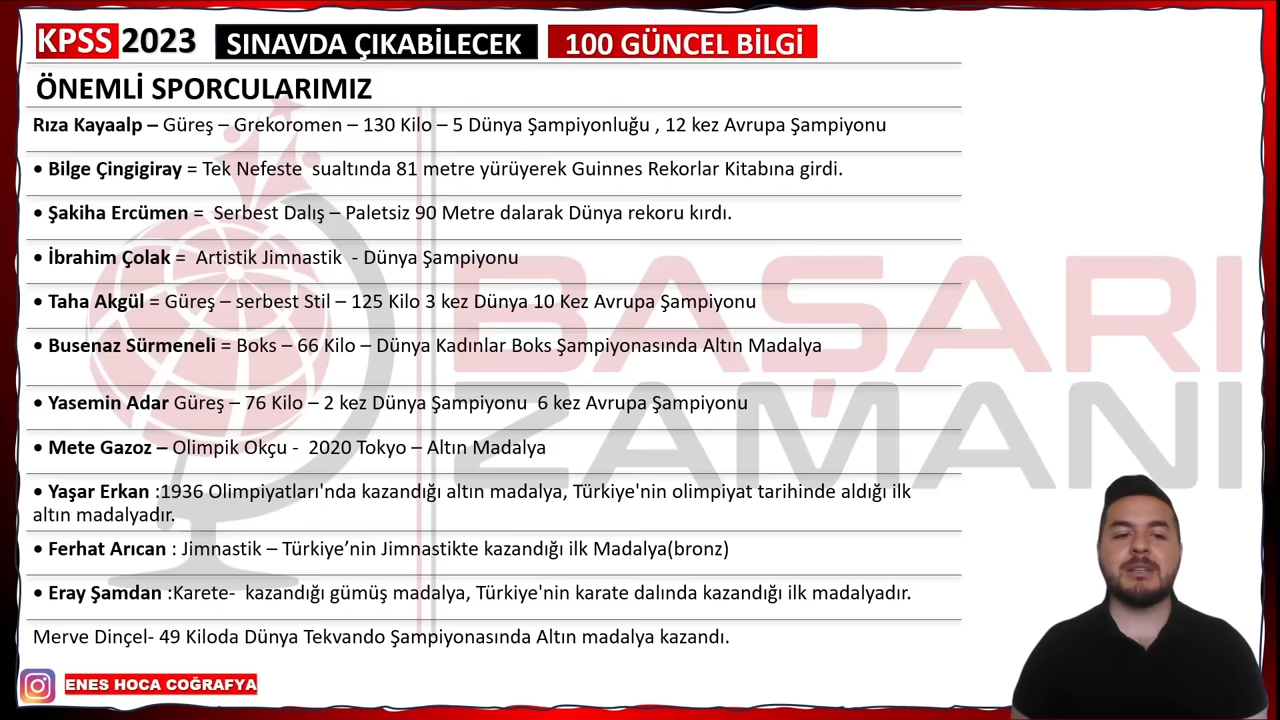 KPSS 2023 SINAVDA ÇIKABİLECEK 100 GÜNCEL BİLGİ
ÖNEMLİ SPORCULARIMIZ
Rıza Kayaalp – Güreş – Grekoromen – 130 Kilo – 5 Dünya Şampiyonluğu , 12 kez Avrupa Şampiyonu
• Bilge Çingigiray = Tek Nefeste sualtında 81 metre yürüyerek Guinnes Rekorlar Kitabına girdi.
• Şakiha Ercümen = Serbest Dalış – Paletsiz 90 Metre dalarak Dünya rekoru kırdı.
• İbrahim Çolak = Artistik Jimnastik - Dünya Şampiyonu
• Taha Akgül = Güreş – serbest Stil – 125 Kilo 3 kez Dünya 10 Kez Avrupa Şampiyonu
• Busenaz Sürmeneli = Boks – 66 Kilo – Dünya Kadınlar Boks Şampiyonasında Altın Madalya
• Yasemin Adar Güreş – 76 Kilo – 2 kez Dünya Şampiyonu 6 kez Avrupa Şampiyonu
• Mete Gazoz – Olimpik Okçu - 2020 Tokyo – Altın Madalya
• Yaşar Erkan :1936 Olimpiyatları'nda kazandığı altın madalya, Türkiye'nin olimpiyat tarihinde aldığı ilk
altın madalyadır.
• Ferhat Arıcan : Jimnastik – Türkiye’nin Jimnastikte kazandığı ilk Madalya(bronz)
• Eray Şamdan :Karete- kazandığı gümüş madalya, Türkiye'nin karate dalında kazandığı ilk madalyadır.
Merve Dinçel- 49 Kiloda Dünya Tekvando Şampiyonasında Altın madalya kazandı.
BAŞARI
ZAMANI
ENES HOCA COĞRAFYA